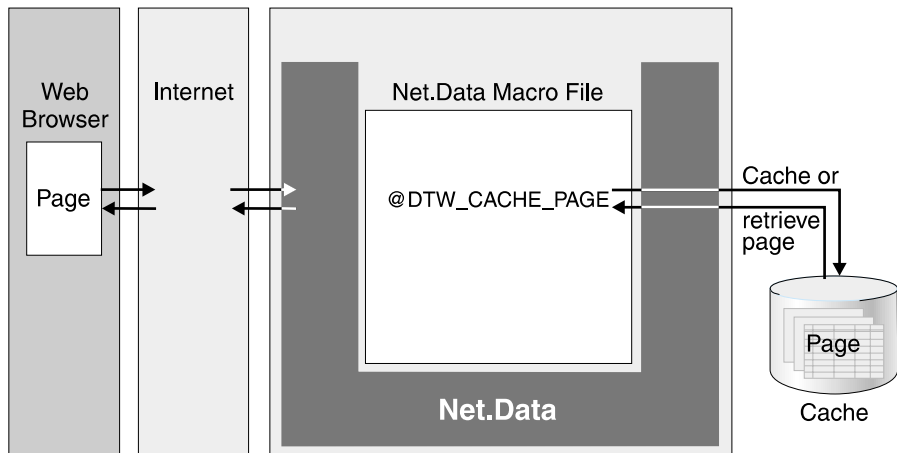 Web
Browser
Page
Internet
Net.Data Macro File
@DTW_CACHE_PAGE
Net.Data
Cache or
retrieve
page
Page
Cache